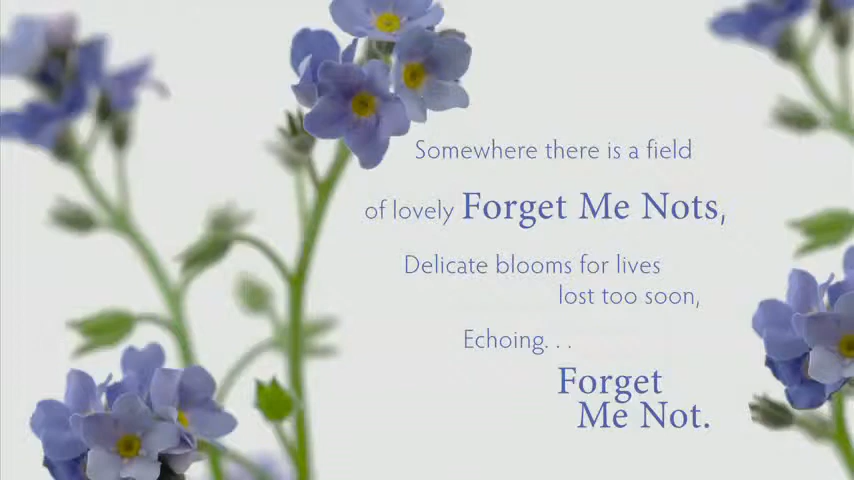 Somewhere there is a field
of lovely Forget Me Nots,
Delicate blooms for lives
lost too soon,
Echoing. . .
Forget
Me Not.